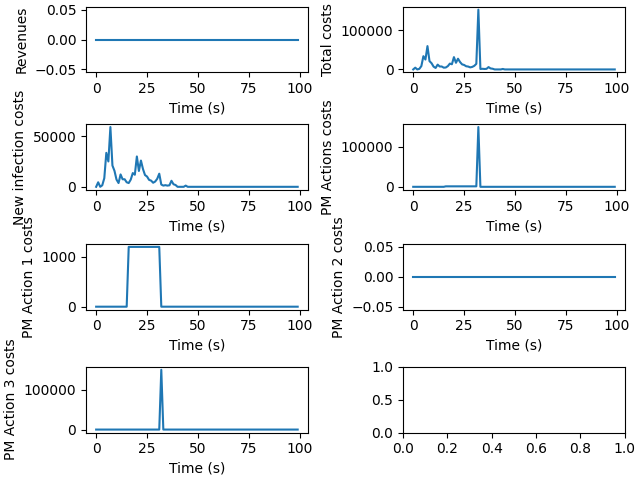 Revenues
0.05
0.00
−0.05
0 25 50 75 100
Time (s)
Total costs
100000
0
0 25 50 75 100
Time (s)
New infection costs
50000
0
0 25 50 75 100
Time (s)
PM Actions costs
100000
0
0 25 50 75 100
Time (s)
PM Action 1 costs
1000
0
0 25 50 75 100
Time (s)
PM Action 2 costs
0.05
0.00
−0.05
0 25 50 75 100
Time (s)
PM Action 3 costs
100000
0
0 25 50 75 100
Time (s)
1.0
0.5
0.0
0.0 0.2 0.4 0.6 0.8 1.0